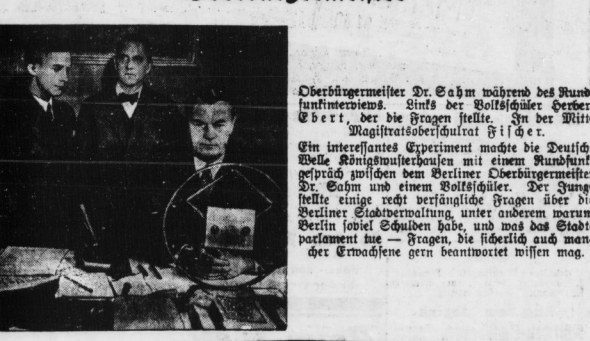 Oberbürgermeister Dr. Sahm während des Rund
funkinterviews. Links der Volksschüler Herber
Ebert, der die Fragen stellte. In der Mitt
Magistratsoberschulrat Fischer.
Ein interessantes Experiment machte die Deutsch
Welle Königswusterhausen mit einem Rundfunk
gespräch zwischen dem Berliner Oberbürgermeiste
Dr. Sahm und einem Volksschüler. Der Junge
stellte einige recht verfängliche Fragen über di
Berliner Stadtverwaltung, unter anderem warum
Berlin soviel Schulden habe, und was das Stadt-
parlament tue — Fragen, die sicherlich auch man-
cher Erwachsene gern beantwortet wissen mag.